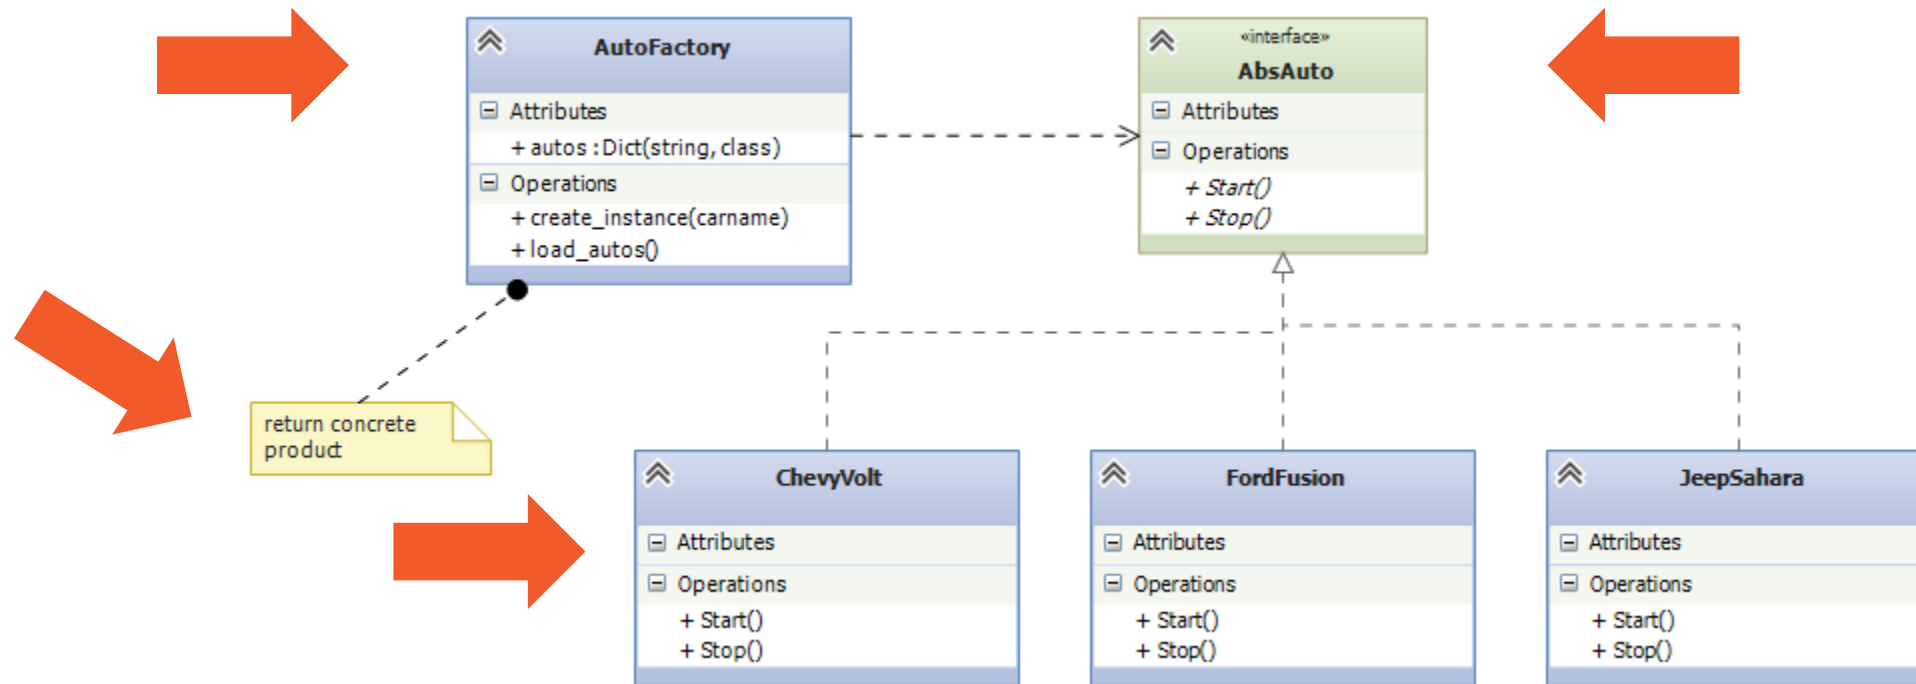 AutoFactory
Attributes
+ autos : Dict(string, class)
Operations
+ create_instance(carname)
+ load_autos()
«interface»
AbsAuto
Attributes
Operations
+ Start()
+ Stop()
return concrete
product
ChevyVolt
Attributes
Operations
+ Start()
+ Stop()
FordFusion
Attributes
Operations
+ Start()
+ Stop()
JeepSahara
Attributes
Operations
+ Start()
+ Stop()